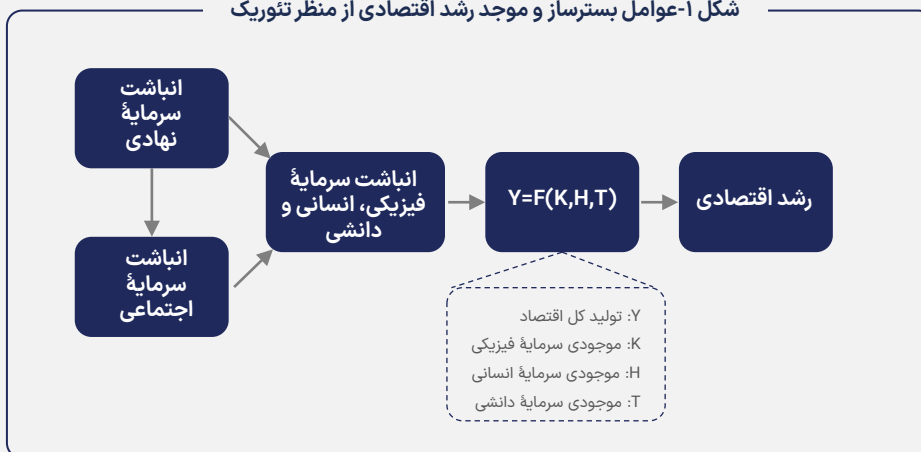 شکل ۱-عوامل بسترساز و موجد رشد اقتصادی از منظر تئوریک
انباشت
سرمایهٔ
نهادی
انباشت
سرمایهٔ
اجتماعی
انباشت سرمایهٔ
فیزیکی، انسانی و
دانشی
Y=F(K,H,T)
رشد اقتصادی
Y: تولید کل اقتصاد
K: موجودی سرمایهٔ فیزیکی
H: موجودی سرمایهٔ انسانی
T: موجودی سرمایهٔ دانشی